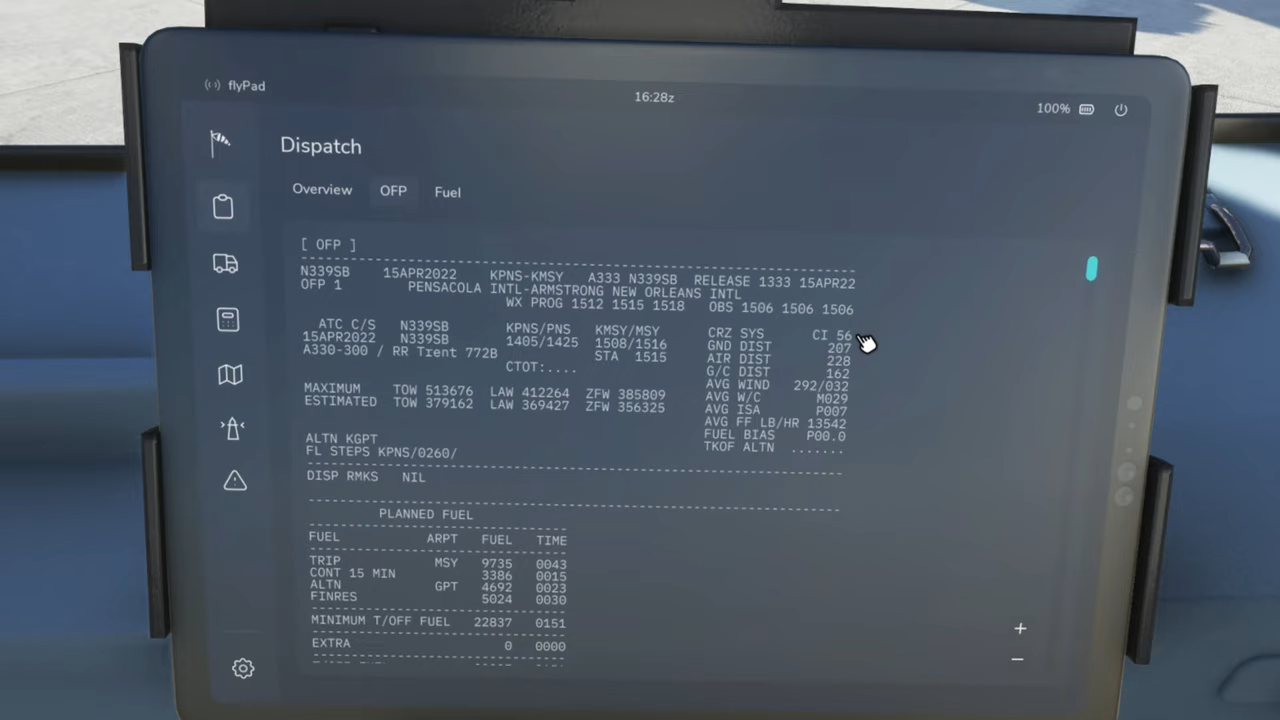 flyPad
16:28z
100%
Dispatch
Overview OFP Fuel
[ OFP ]
N339SB 15APR2022 KPNS-KMSY A333 N339SB RELEASE 1333 15APR22
OFP 1 PENSACOLA INTL-ARMSTRONG NEW ORLEANS INTL
WX PROG 1512 1515 1518 OBS 1506 1506 1506
ATC C/S N339SB KPNS/PNS KMSY/MSY CRZ SYS CI 56
15APR2022 N339SB 1405/1425 1508/1516 GND DIST 207
A330-300 / RR Trent 772B STA 1515 AIR DIST 228
CTOT:.... G/C DIST 162
AVG WIND 292/032
MAXIMUM TOW 513676 LAW 412264 ZFW 385809 AVG W/C M029
ESTIMATED TOW 379162 LAW 369427 ZFW 356325 AVG ISA P007
AVG FF LB/HR 13542
FUEL BIAS P00.0
ALTN KGPT TKOF ALTN .......
FL STEPS KPNS/0260/
DISP RMKS NIL
PLANNED FUEL
FUEL ARPT FUEL TIME
TRIP MSY 9735 0043
CONT 15 MIN 3386 0015
ALTN GPT 4692 0023
FINRES 5024 0030
MINIMUM T/OFF FUEL 22837 0151
EXTRA 0 0000